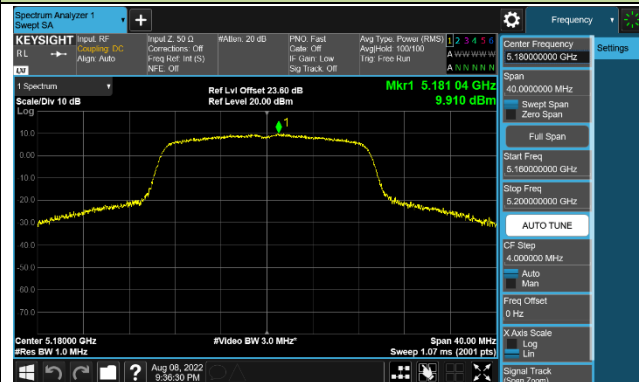 Spectrum Analyzer 1
Swept SA
Frequency
KEYSIGHT
RL
LXI
Input: RF
Coupling: DC
Align: Auto
Input Z: 50 Ω
Corrections: Off
Freq Ref: Int (S)
NFE: Off
#Atten: 20 dB
PNO: Fast
Gate: Off
IF Gain: Low
Sig Track: Off
Avg Type: Power (RMS)
Avg|Hold: 100/100
Trig: Free Run
1 2 3 4 5 6
A W W W W W
A N N N N N
1 Spectrum
Scale/Div 10 dB
Ref Lvl Offset 23.60 dB
Ref Level 20.00 dBm
Mkr1 5.181 04 GHz
9.910 dBm
Log
10.0
0.00
-10.0
-20.0
-30.0
-40.0
-50.0
-60.0
-70.0
1
Center 5.18000 GHz
#Res BW 1.0 MHz
#Video BW 3.0 MHz*
Span 40.00 MHz
Sweep 1.07 ms (2001 pts)
Aug 08, 2022
9:36:30 PM
Center Frequency
5.180000000 GHz
Settings
Span
40.0000000 MHz
Swept Span
Zero Span
Full Span
Start Freq
5.160000000 GHz
Stop Freq
5.200000000 GHz
AUTO TUNE
CF Step
4.000000 MHz
Auto
Man
Freq Offset
0 Hz
X Axis Scale
Log
Lin
Signal Track
(Span Zoom)